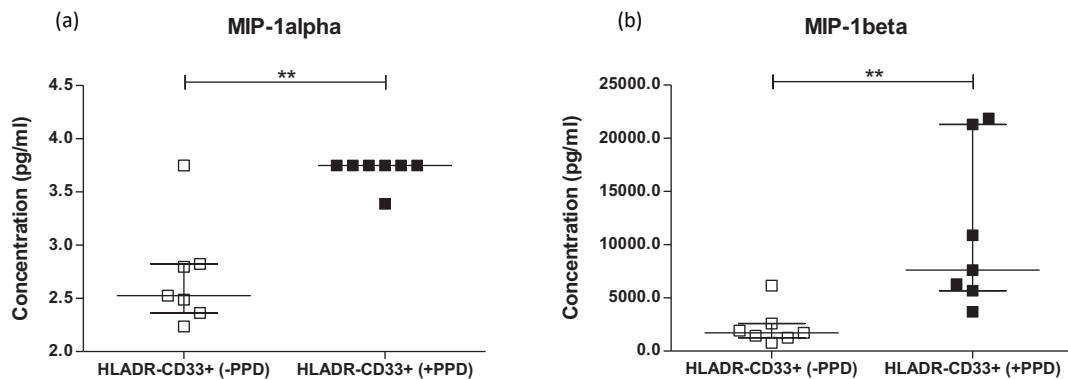 (a)
MIP-1alpha
**
Concentration (pg/ml)
4.5
4.0
3.5
3.0
2.5
2.0
HLADR-CD33+ (-PPD)
HLADR-CD33+ (+PPD)
(b)
MIP-1beta
**
Concentration (pg/ml)
25000.0
20000.0
15000.0
10000.0
5000.0
0.0
HLADR-CD33+ (-PPD)
HLADR-CD33+ (+PPD)